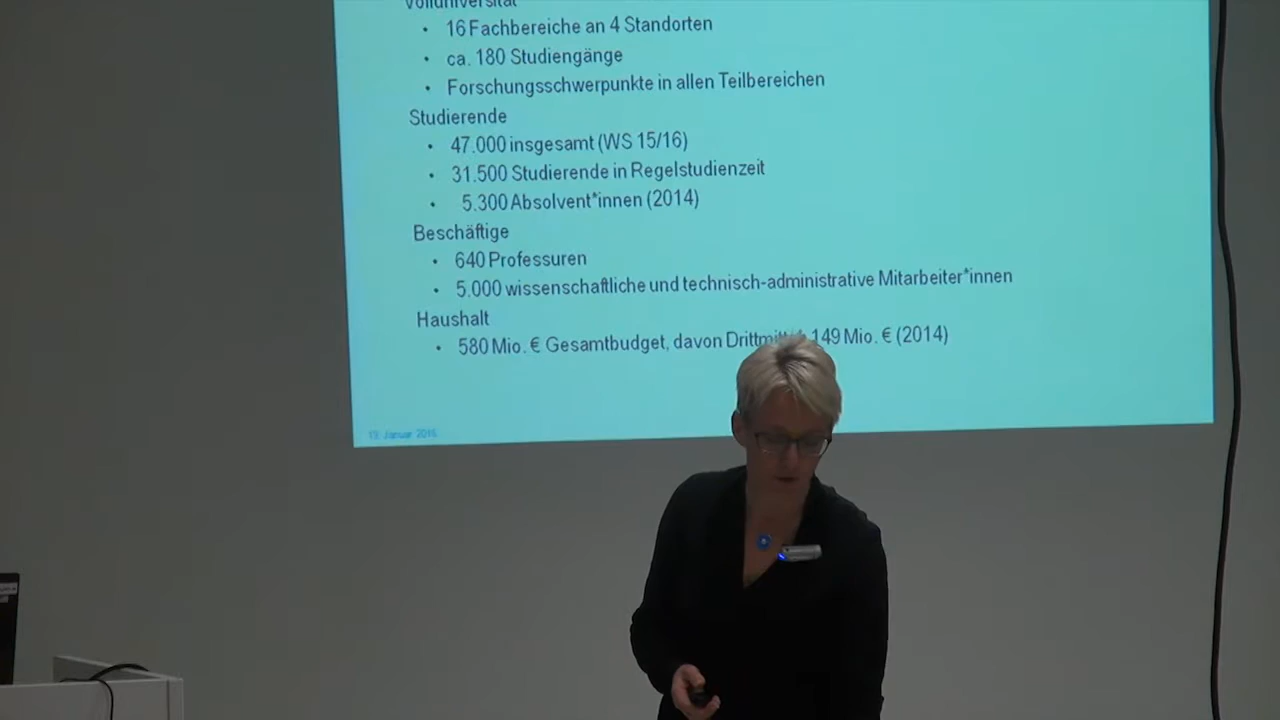 Volluniversität
• 16 Fachbereiche an 4 Standorten
• ca. 180 Studiengänge
• Forschungsschwerpunkte in allen Teilbereichen
Studierende
• 47.000 insgesamt (WS 15/16)
• 31.500 Studierende in Regelstudienzeit
• 5.300 Absolvent*innen (2014)
Beschäftige
• 640 Professuren
• 5.000 wissenschaftliche und technisch-administrative Mitarbeiter*innen
Haushalt
• 580 Mio. € Gesamtbudget, davon Drittmittel 149 Mio. € (2014)
19. Januar 2016